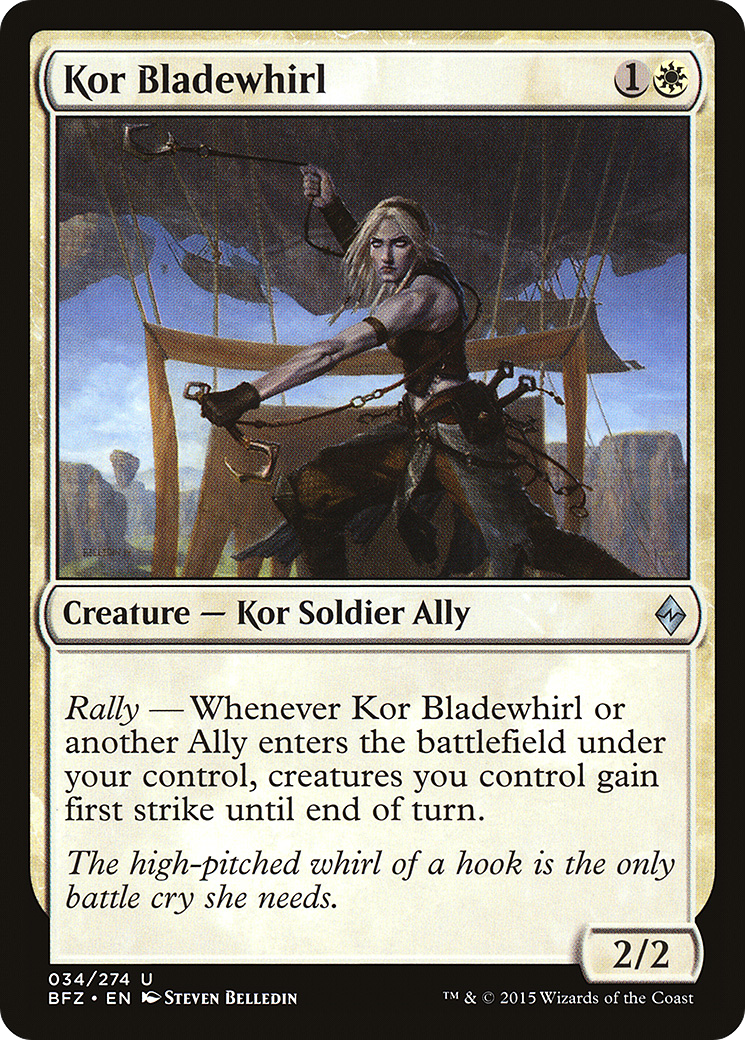 Kor Bladewhirl 1
Creature — Kor Soldier Ally
Rally — Whenever Kor Bladewhirl or
another Ally enters the battlefield under
your control, creatures you control gain
first strike until end of turn.
The high-pitched whirl of a hook is the only
battle cry she needs.
2/2
034/274 U
BFZ • EN Steven Belledin
™ & © 2015 Wizards of the Coast